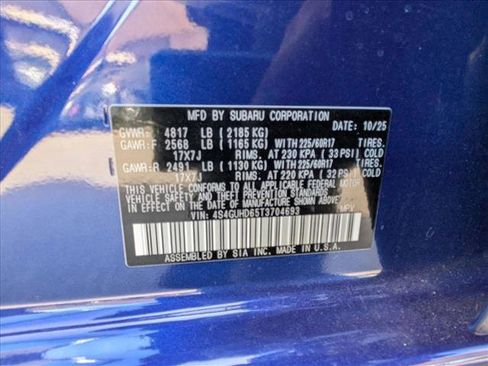 MFD BY SUBARU CORPORATION DATE: 10/25
GVWR: 4817 LB (2185 KG)
GAWR:F 2568 LB (1165 KG) WITH 225/60R17 TIRES.
17X7J RIMS. AT 230 KPA (33 PSI) COLD
GAWR:R 2491 LB (1130 KG) WITH 225/60R17 TIRES.
17X7J RIMS. AT 220 KPA (32 PSI) COLD
THIS VEHICLE CONFORMS TO ALL APPLICABLE FEDERAL MOTOR
VEHICLE SAFETY AND THEFT PREVENTION STANDARDS IN EFFECT ON
THE DATE OF MANUFACTURE SHOWN ABOVE.
VIN: 4S4GUHD65T3704693 MPV
ASSEMBLED BY SIA INC. MADE IN U.S.A.